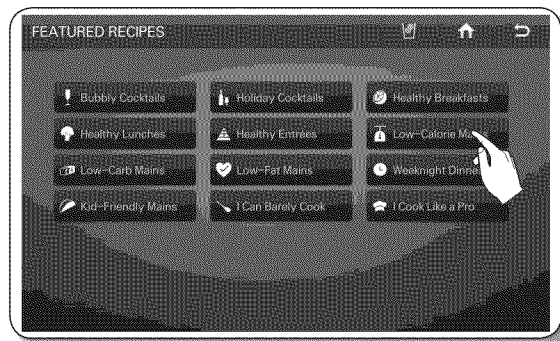 FEATURED RECIPES
Bubbly Cocktails
Holiday Cocktails
Healthy Breakfasts
Healthy Lunches
Healthy Entrees
Low-Calorie
Low-Carb Mains
Low-Fat Mains
Weeknight
Kid-Friendly Mains
I Can Barely Cook
I Cook Like a Pro